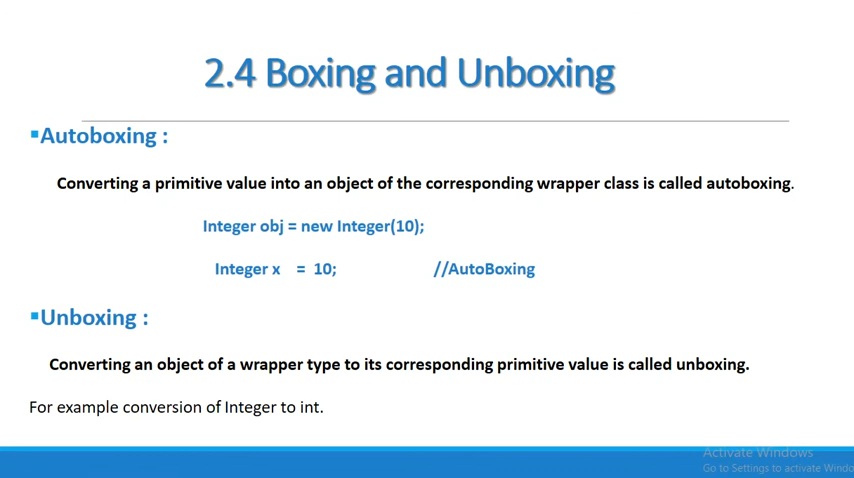 2.4 Boxing and Unboxing
▪Autoboxing :
Converting a primitive value into an object of the corresponding wrapper class is called autoboxing.
Integer obj = new Integer(10);
Integer x = 10; //AutoBoxing
▪Unboxing :
Converting an object of a wrapper type to its corresponding primitive value is called unboxing.
For example conversion of Integer to int.
Activate Windows
Go to Settings to activate Windo